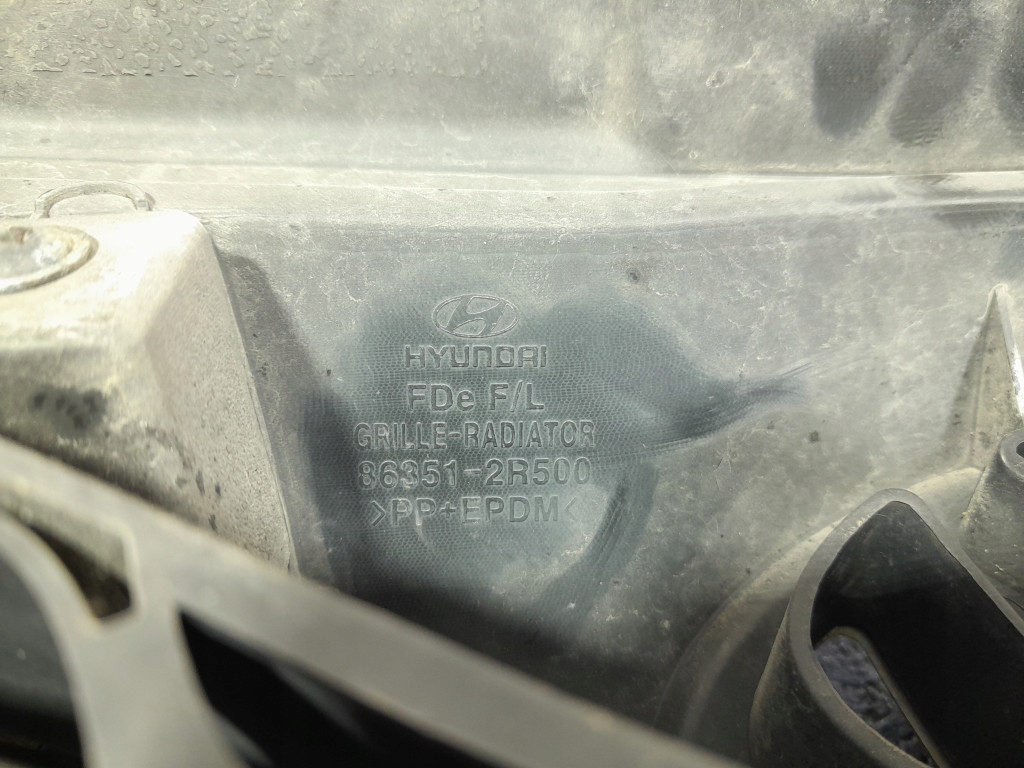 HYUNDAI
FDe F/L
GRILLE-RADIATOR
86351-2R500
>PP+EPDM<